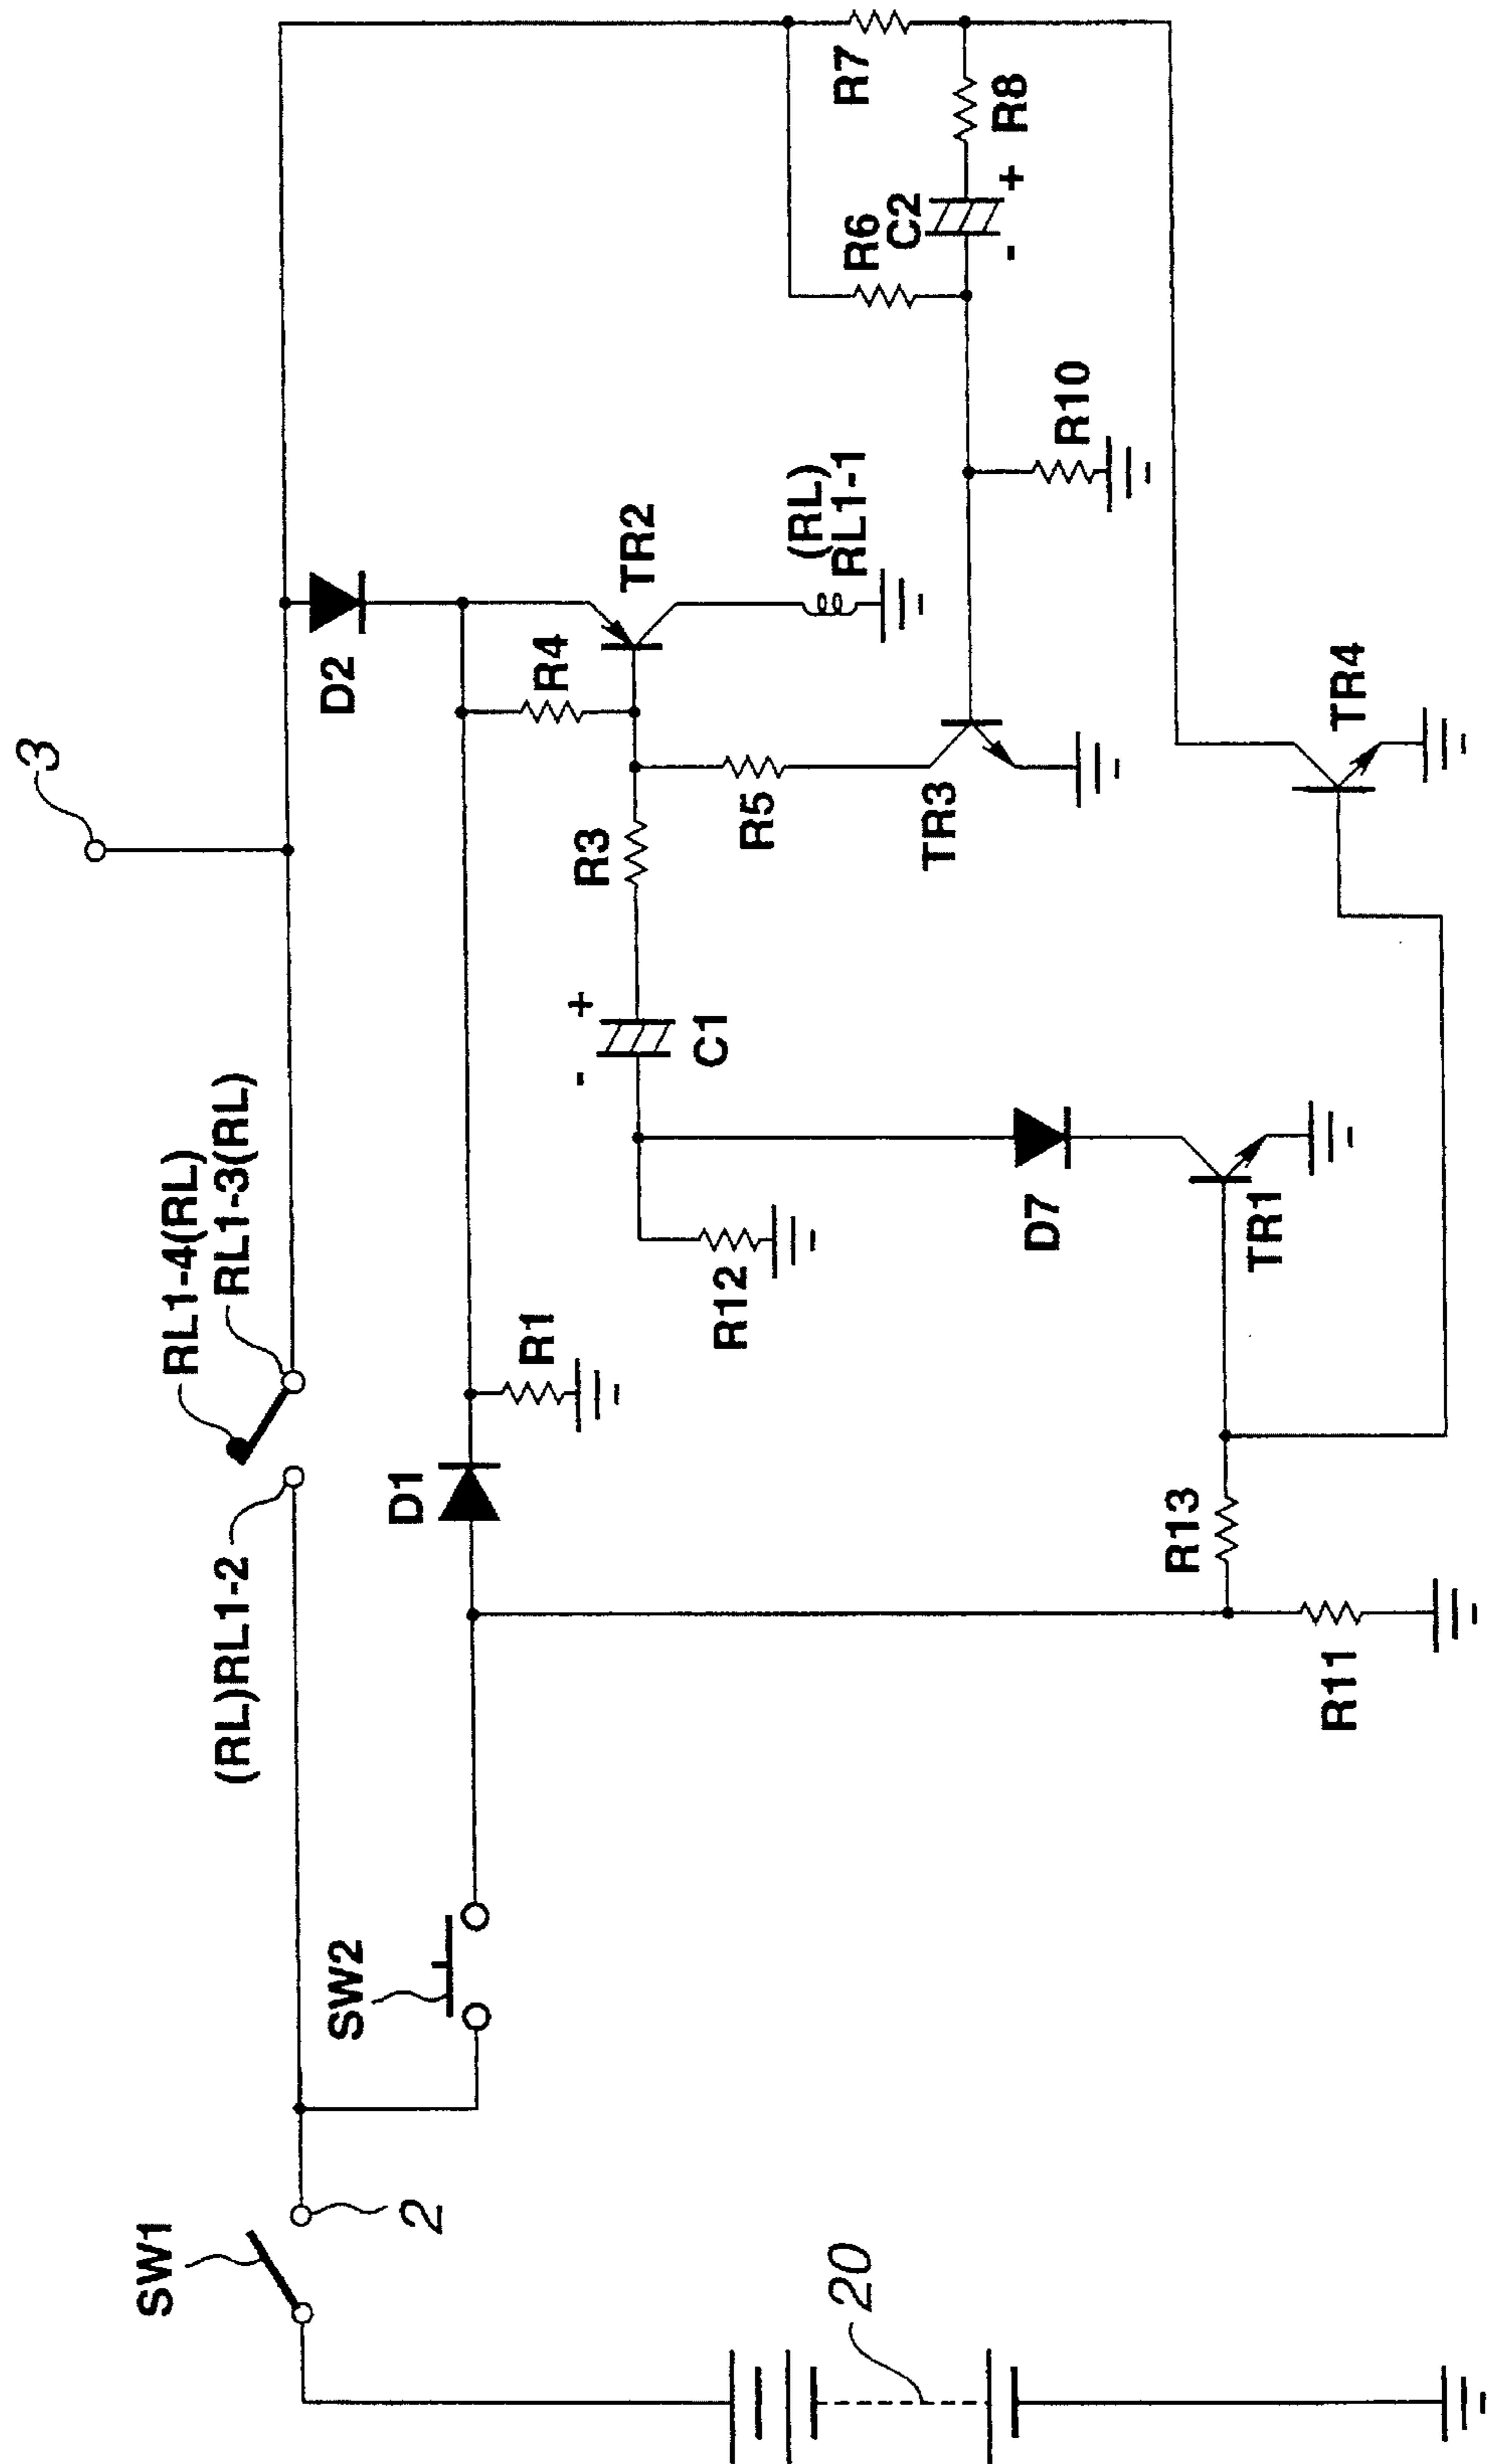 3
RL1-4(RL)
RL1-3(RL)
(RL)RL1-2
SW1
2
20
SW2
D1
R1
D2
R4
TR2
(RL)
RL1-1
R3
+
-
C1
R12
R5
TR3
R10
R6
C2
+
-
R7
R8
D7
TR1
TR4
R13
R11